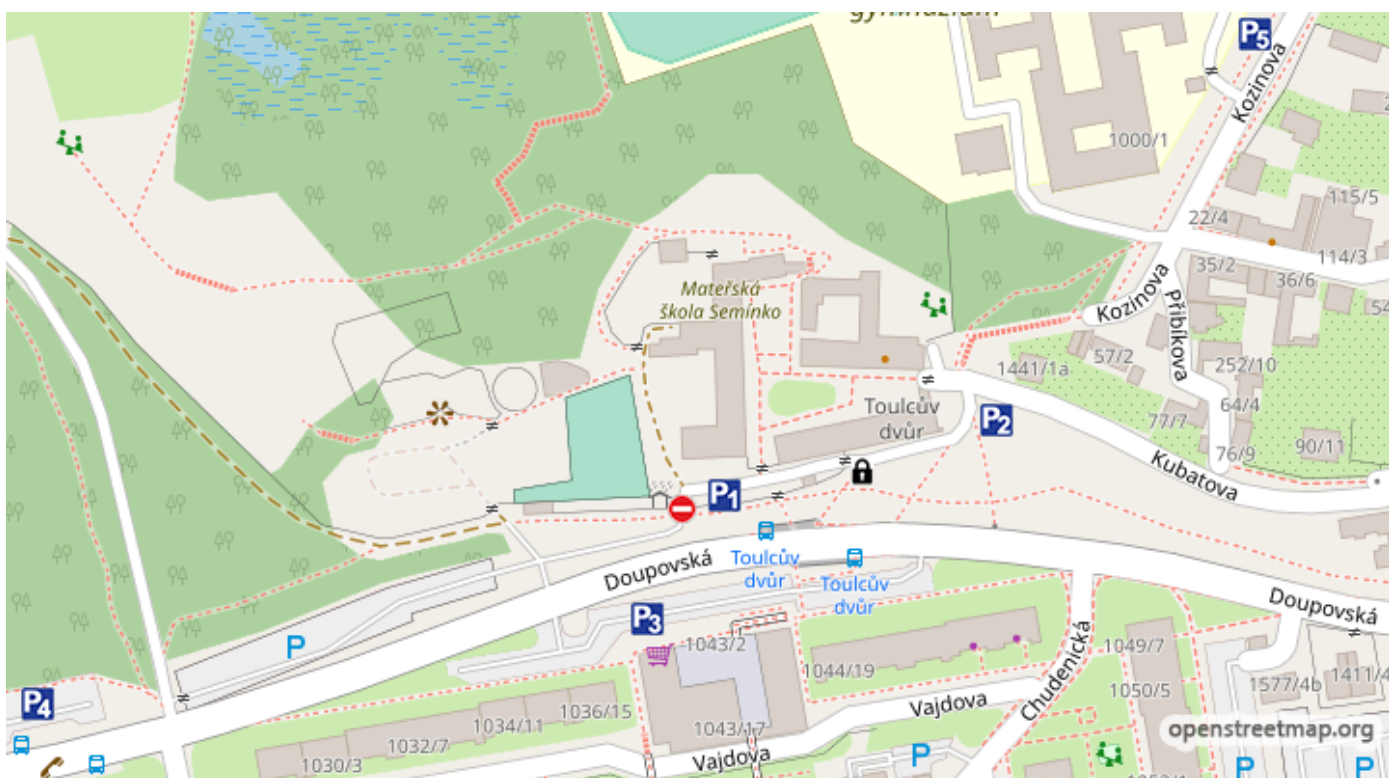 gymnázium
P5
Kozinova
1000/1
115/5
22/4
114/3
35/2
36/6
54
Kozinova
Přibíkova
Mateřská
škola Semínko
57/2
252/10
1441/1a
64/4
77/7
76/9
90/11
Toulcův
dvůr
P2
Kubatova
P1
Toulcův
dvůr
Toulcův
dvůr
Doupovská
Doupovská
P3
P
1043/2
1044/19
Chudenická
1049/7
1050/5
1577/4b
1411/4
P4
1036/15
1034/11
1032/7
1030/3
1043/17
Vajdova
Vajdova
P
P
P
openstreetmap.org